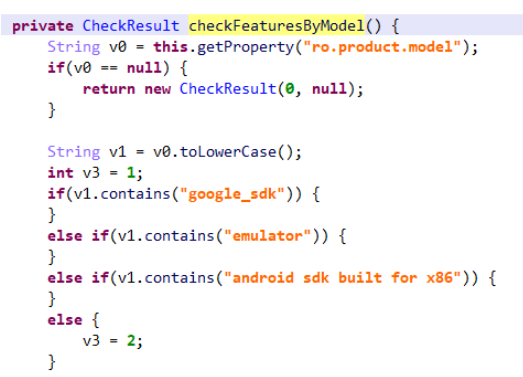 private CheckResult checkFeaturesByModel() {
    String v0 = this.getProperty("ro.product.model");
    if(v0 == null) {
        return new CheckResult(0, null);
    }

    String v1 = v0.toLowerCase();
    int v3 = 1;
    if(v1.contains("google_sdk")) {
    }
    else if(v1.contains("emulator")) {
    }
    else if(v1.contains("android sdk built for x86")) {
    }
    else {
        v3 = 2;
    }